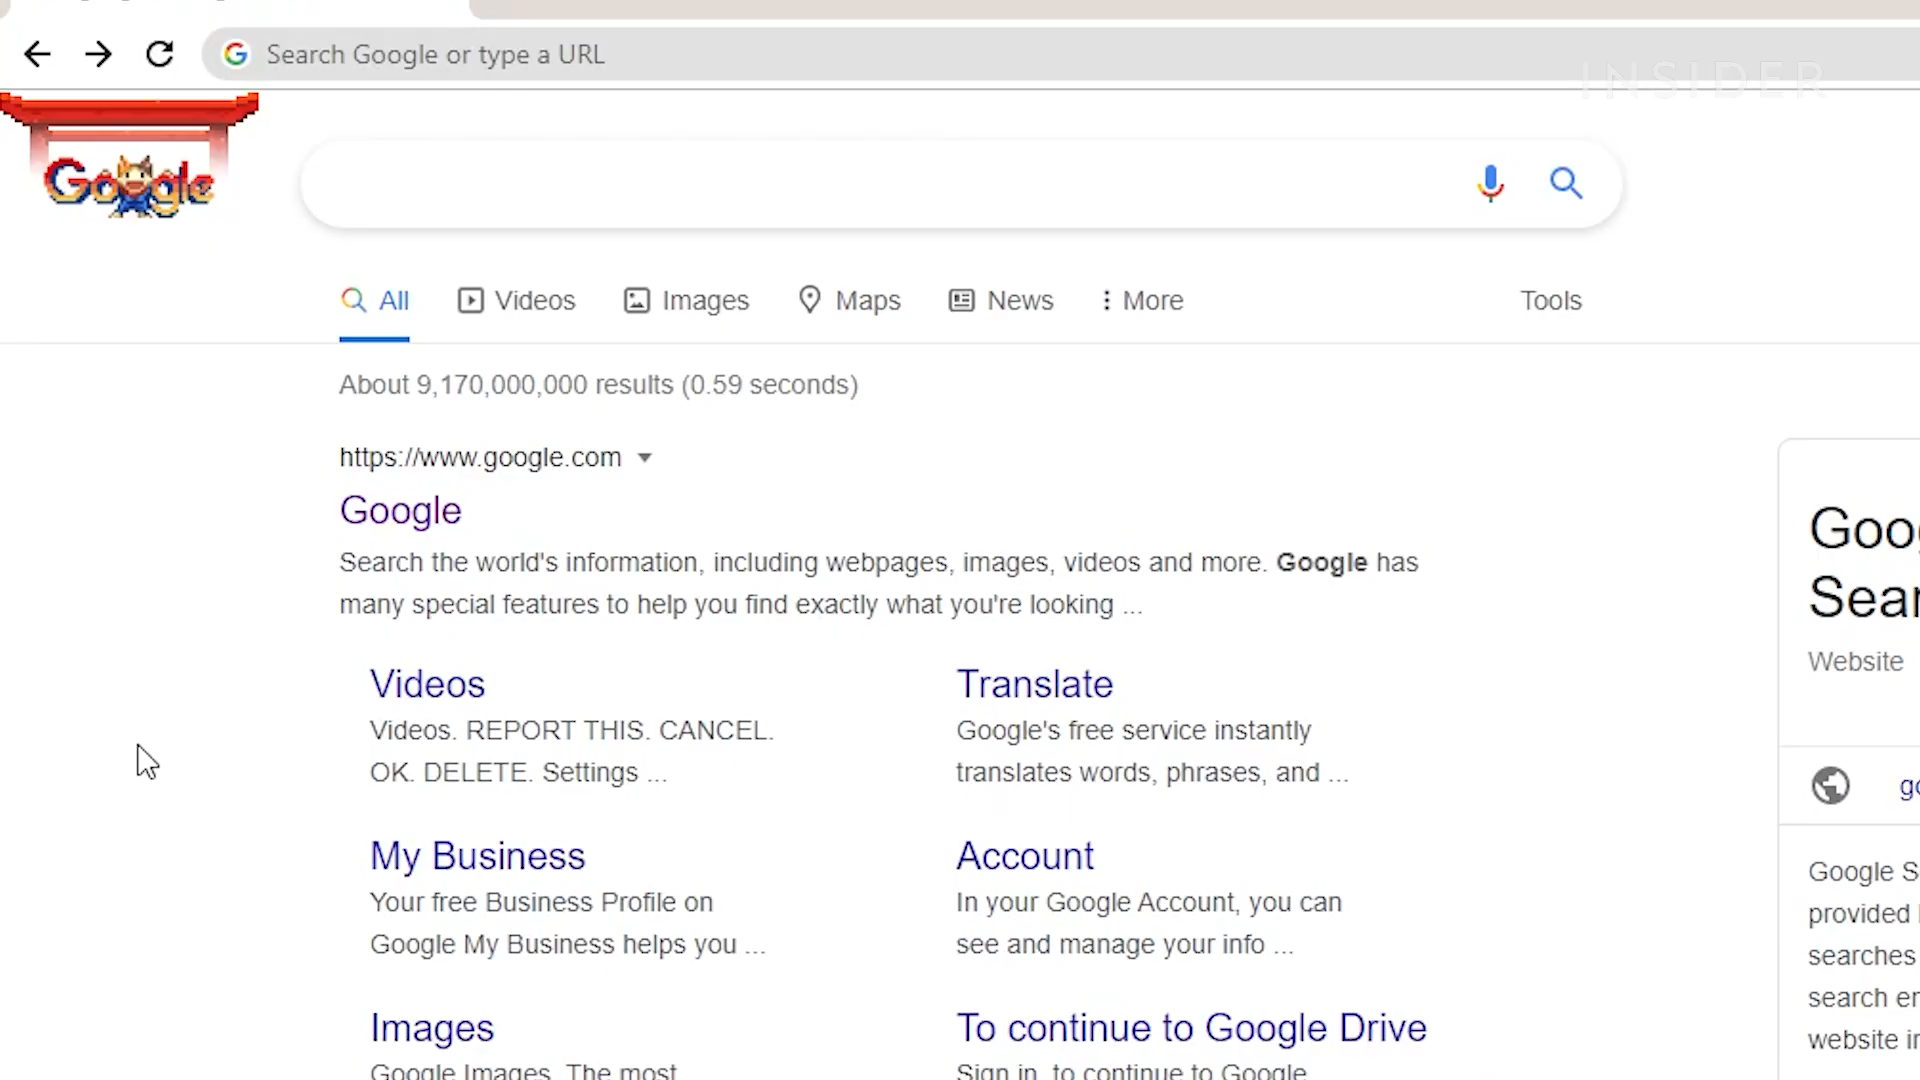 Search Google or type a URL
INSIDER
Google
All Videos Images Maps News More Tools
About 9,170,000,000 results (0.59 seconds)
https://www.google.com
Google
Search the world's information, including webpages, images, videos and more. Google has
many special features to help you find exactly what you're looking ...
Videos
Videos. REPORT THIS. CANCEL.
OK. DELETE. Settings ...
Translate
Google's free service instantly
translates words, phrases, and ...
My Business
Your free Business Profile on
Google My Business helps you ...
Account
In your Google Account, you can
see and manage your info ...
Images
Google Images. The most
To continue to Google Drive
Sign in. to continue to Google
Website
Google S
provided
searches
search
website